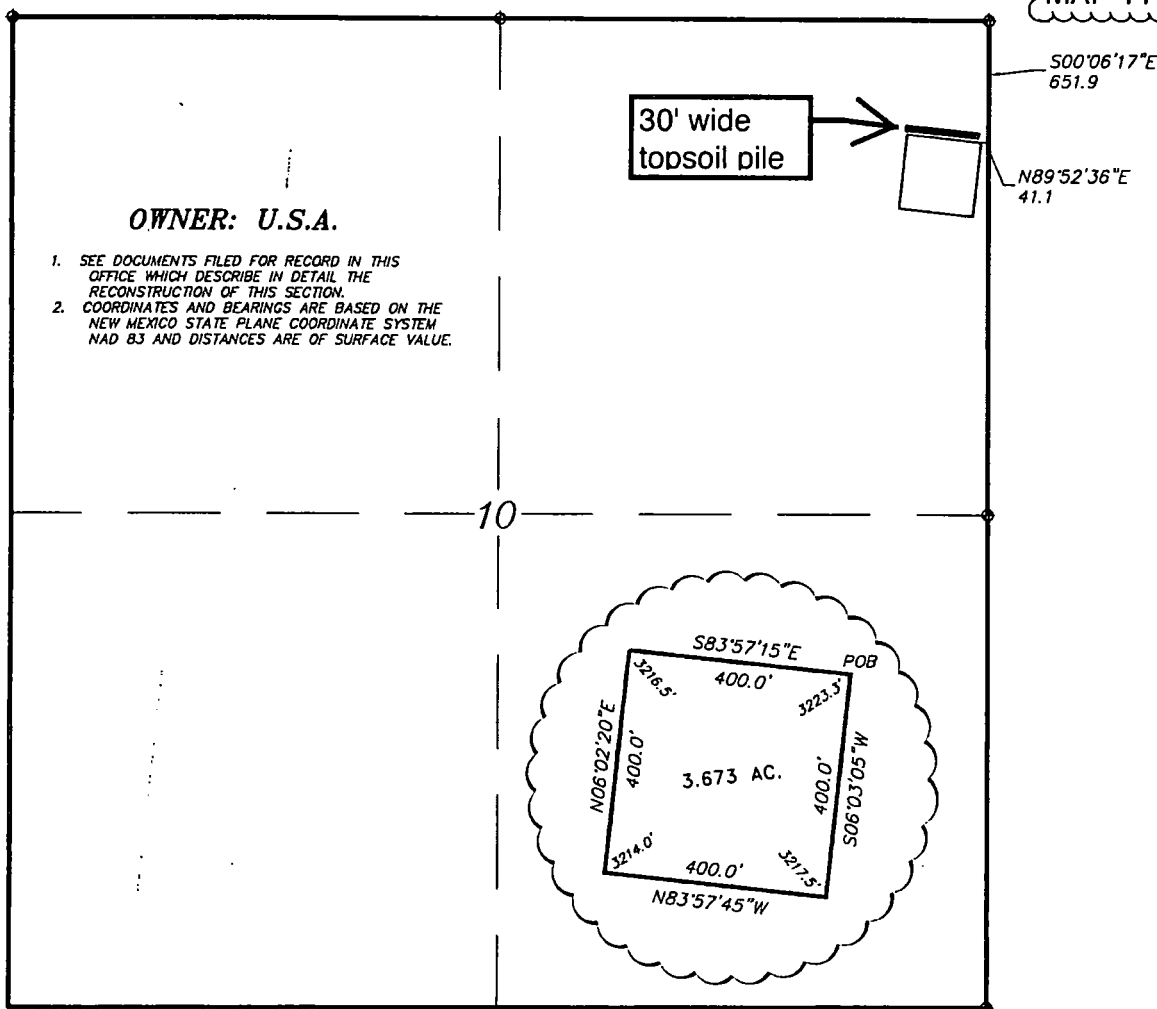 S00°06'17"E
651.9
30' wide
topsoil pile
N89°52'36"E
41.1
OWNER: U.S.A.
1. SEE DOCUMENTS FILED FOR RECORD IN THIS
OFFICE WHICH DESCRIBE IN DETAIL THE
RECONSTRUCTION OF THIS SECTION.
2. COORDINATES AND BEARINGS ARE BASED ON THE
NEW MEXICO STATE PLANE COORDINATE SYSTEM
NAD 83 AND DISTANCES ARE OF SURFACE VALUE.
10
S83°57'15"E
POB
400.0'
3216.5'
3223.3'
N06°02'20"E
400.0'
3.673 AC.
400.0'
S06°03'05"W
3214.0'
3217.5'
400.0'
N83°57'45"W